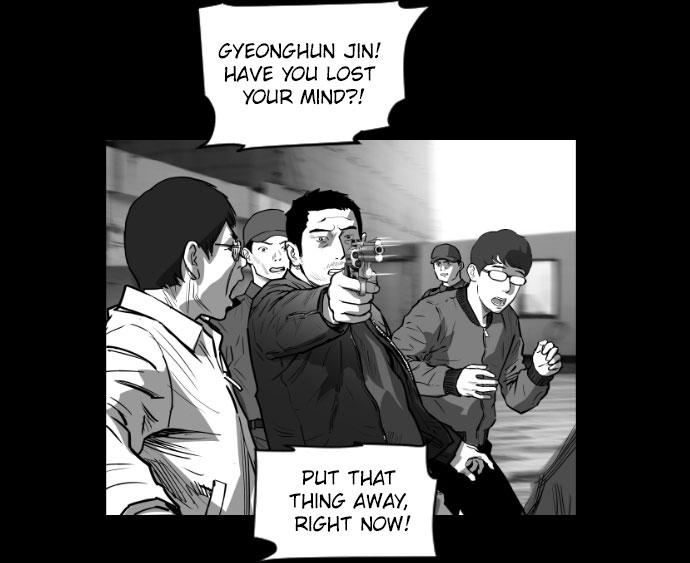 GYEONGHUN JIN!
HAVE YOU LOST
YOUR MIND?!
PUT THAT
THING AWAY,
RIGHT NOW!